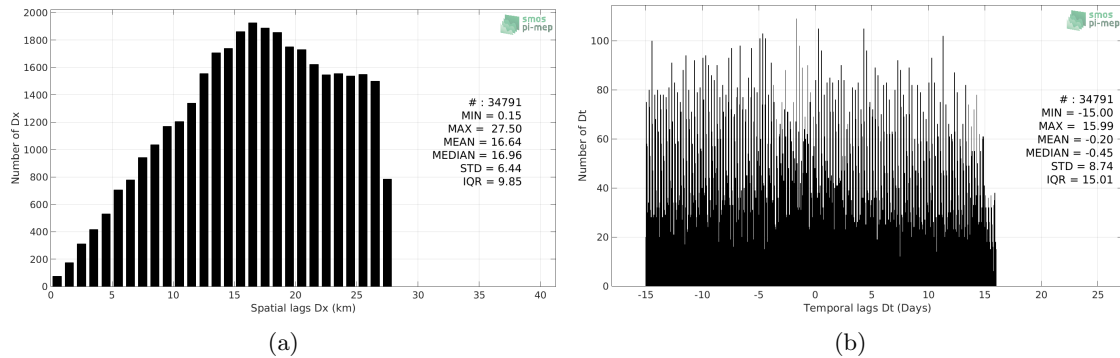 smos
pi-mep
2000
1800
1600
1400
1200
1000
800
600
400
200
0
Number of Dx
# : 34791
MIN = 0.15
MAX = 27.50
MEAN = 16.64
MEDIAN = 16.96
STD = 6.44
IQR = 9.85
0 5 10 15 20 25 30 35 40
Spatial lags Dx (km)
(a)
smos
pi-mep
100
80
60
40
20
0
Number of Dt
# : 34791
MIN = -15.00
MAX = 15.99
MEAN = -0.20
MEDIAN = -0.45
STD = 8.74
IQR = 15.01
-15 -10 -5 0 5 10 15 20 25
Temporal lags Dt (Days)
(b)